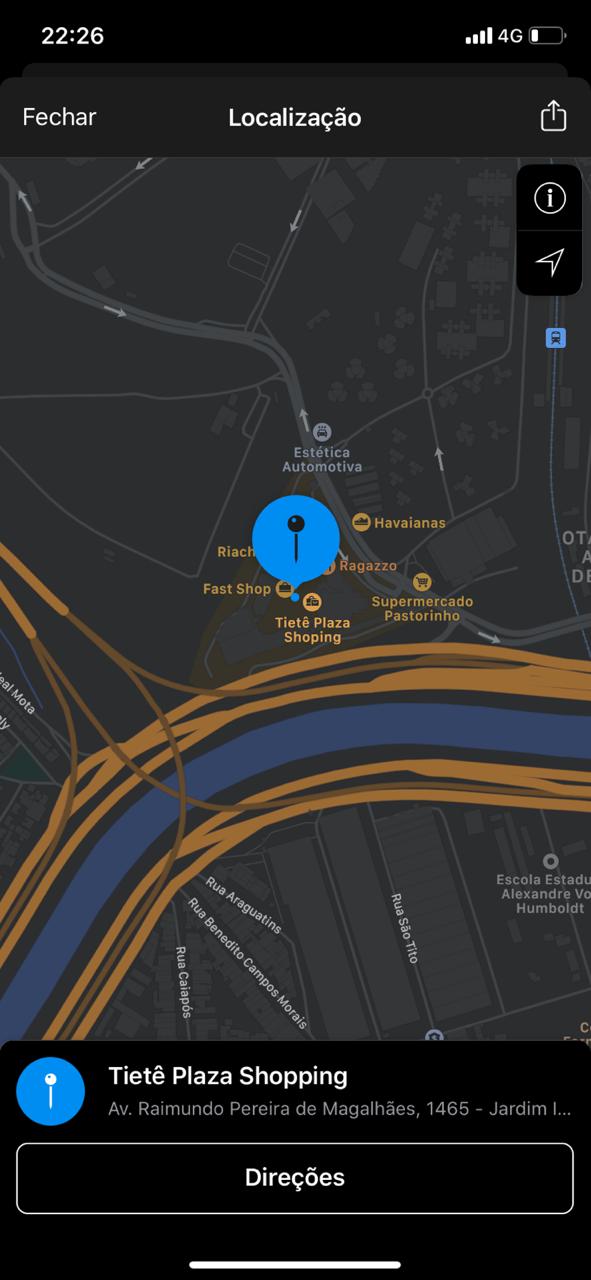 22:26
4G
Fechar
Localização
Estética
Automotiva
Havaianas
Riach
Ragazzo
Fast Shop
Supermercado
Pastorinho
Tietê Plaza
Shoping
Rua Araguatins
Rua Benedito Campos Morais
Rua Caiapós
Rua São Tito
Escola Estadu
Alexandre Vo
Humboldt
Tietê Plaza Shopping
Av. Raimundo Pereira de Magalhães, 1465 - Jardim I...
Direções